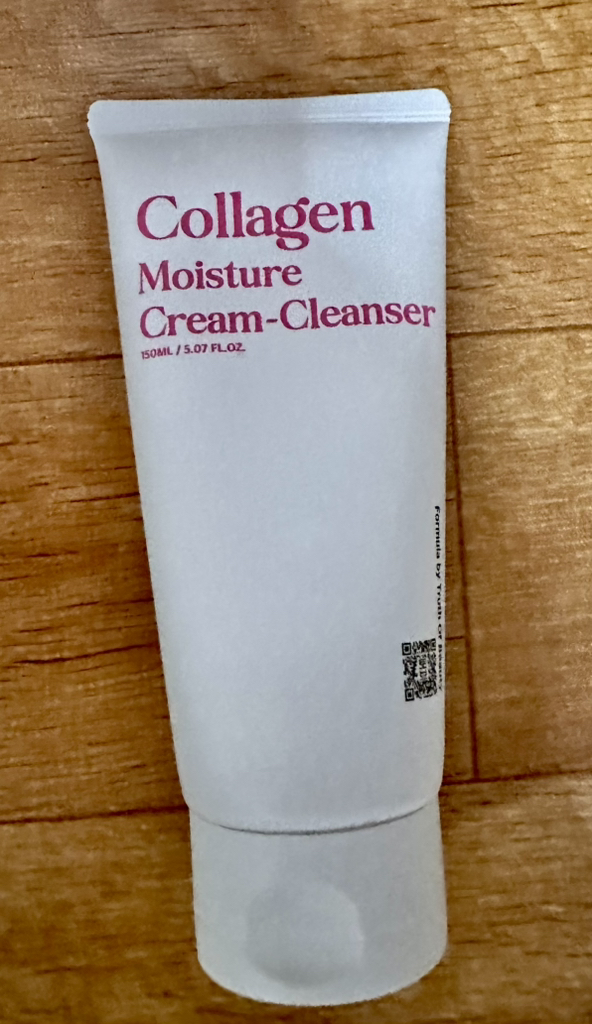 Collagen
Moisture
Cream-Cleanser
150ML / 5.07 FL.OZ.
Formula by Truth Of Beauty